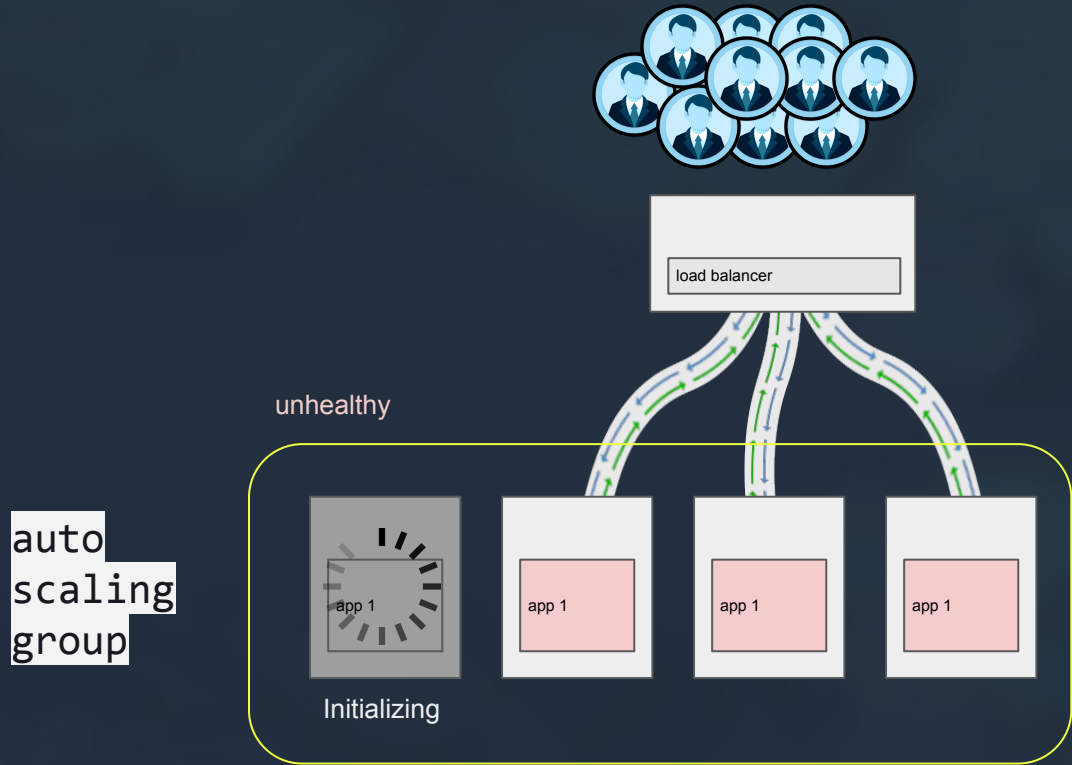 load balancer
unhealthy
auto
scaling
group
app 1
app 1
app 1
app 1
Initializing